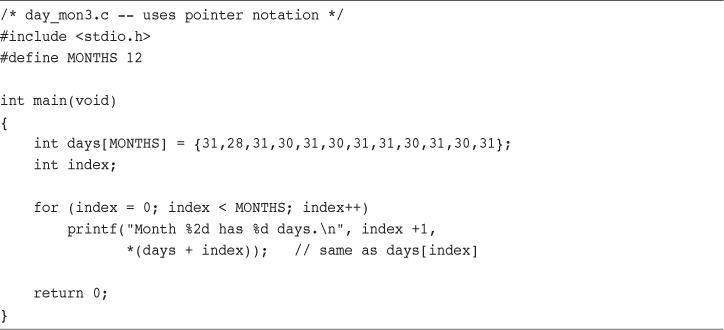 /* day_mon3.c -- uses pointer notation */
#include <stdio.h>
#define MONTHS 12
int main(void)
{
int days[MONTHS] = {31,28,31,30,31,30,31,31,30,31,30,31};
int index;
for (index = 0; index < MONTHS; index++)
printf("Month %2d has %d days.\n", index +1,
*(days + index)); // same as days[index]
return 0;
}